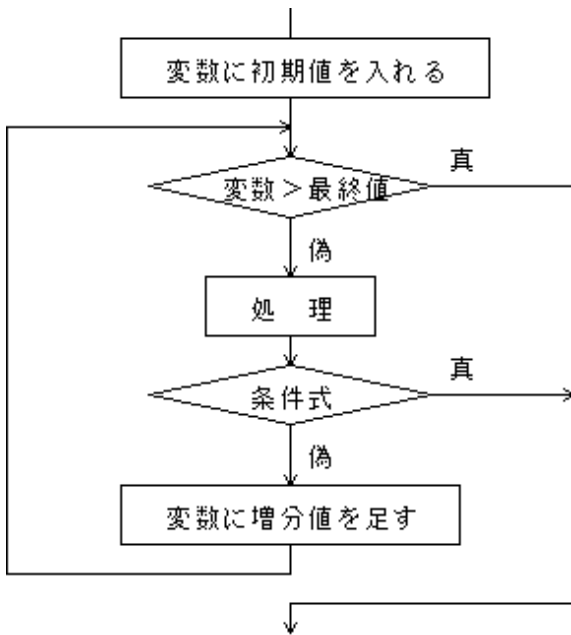 変数に初期値を入れる
変数＞最終値
真
偽
処　理
条件式
真
偽
変数に増分値を足す